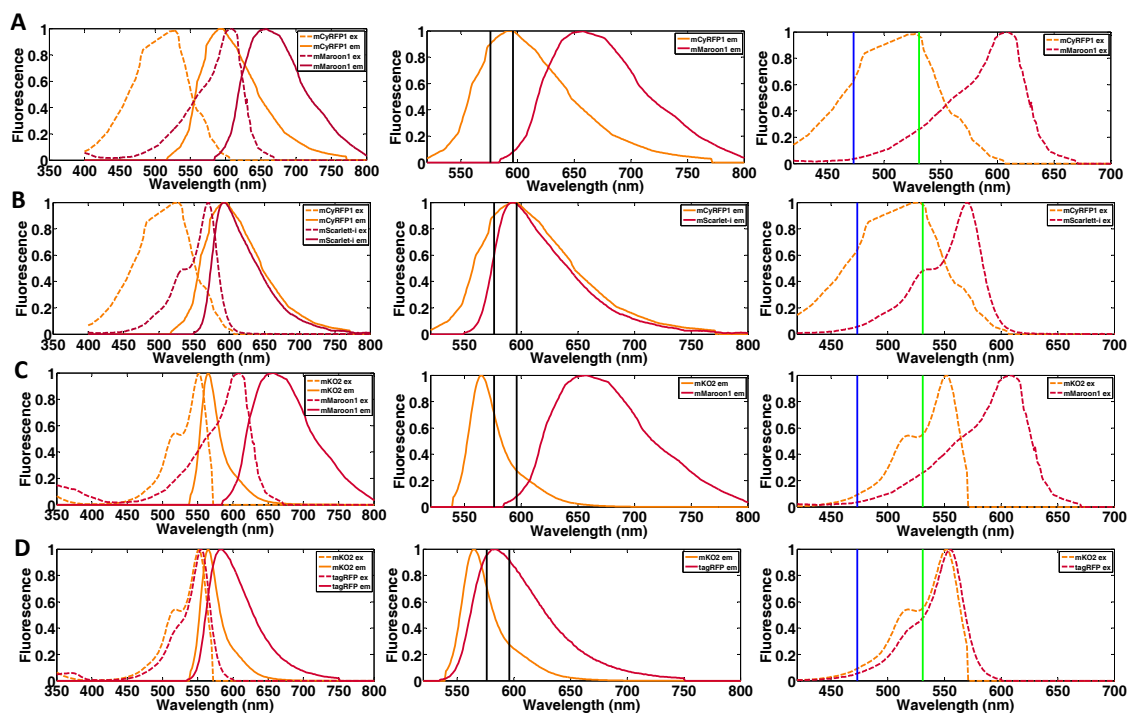 A
Fluorescence
1
0.8
0.6
0.4
0.2
0
400 450 500 550 600 650 700 750 800
Wavelength (nm)
mCyRFP1 ex
mCyRFP1 em
mMaroon1 ex
mMaroon1 em
Fluorescence
1
0.8
0.6
0.4
0.2
0
550 600 650 700 750 800
Wavelength (nm)
mCyRFP1 em
mMaroon1 em
Fluorescence
1
0.8
0.6
0.4
0.2
0
450 500 550 600 650 700
Wavelength (nm)
mCyRFP1 ex
mMaroon1 ex
B
Fluorescence
1
0.8
0.6
0.4
0.2
0
350 400 450 500 550 600 650 700 750 800
Wavelength (nm)
mCyRFP1 ex
mCyRFP1 em
mScarlett-i ex
mScarlet-i em
Fluorescence
1
0.8
0.6
0.4
0.2
0
550 600 650 700 750 800
Wavelength (nm)
mCyRFP1 em
mScarlet-i em
Fluorescence
1
0.8
0.6
0.4
0.2
0
450 500 550 600 650 700
Wavelength (nm)
mCyRFP1 ex
mScarlet-i ex
C
Fluorescence
1
0.8
0.6
0.4
0.2
0
350 400 450 500 550 600 650 700 750 800
Wavelength (nm)
mKO2 ex
mKO2 em
mMaroon1 ex
mMaroon1 em
Fluorescence
1
0.8
0.6
0.4
0.2
0
550 600 650 700 750 800
Wavelength (nm)
mKO2 em
mMaroon1 em
Fluorescence
1
0.8
0.6
0.4
0.2
0
450 500 550 600 650 700
Wavelength (nm)
mKO2 ex
mMaroon1 ex
D
Fluorescence
1
0.8
0.6
0.4
0.2
0
350 400 450 500 550 600 650 700 750 800
Wavelength (nm)
mKO2 ex
mKO2 em
tagRFP ex
tagRFP em
Fluorescence
1
0.8
0.6
0.4
0.2
0
550 600 650 700 750 800
Wavelength (nm)
mKO2 em
tagRFP em
Fluorescence
1
0.8
0.6
0.4
0.2
0
450 500 550 600 650 700
Wavelength (nm)
mKO2 ex
tagRFP ex